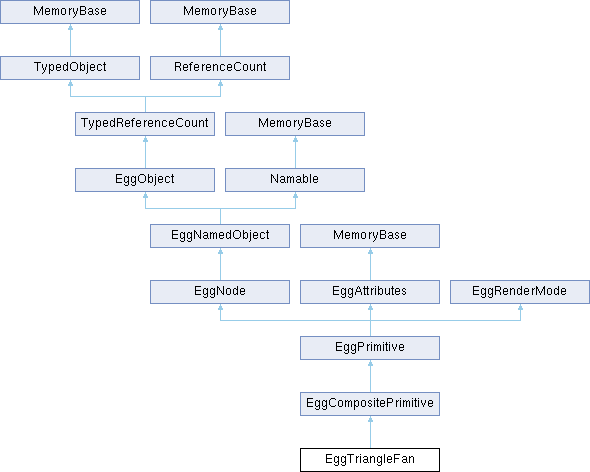 MemoryBase
MemoryBase
TypedObject
ReferenceCount
TypedReferenceCount
MemoryBase
EggObject
Namable
EggNamedObject
MemoryBase
EggNode
EggAttributes
EggRenderMode
EggPrimitive
EggCompositePrimitive
EggTriangleFan